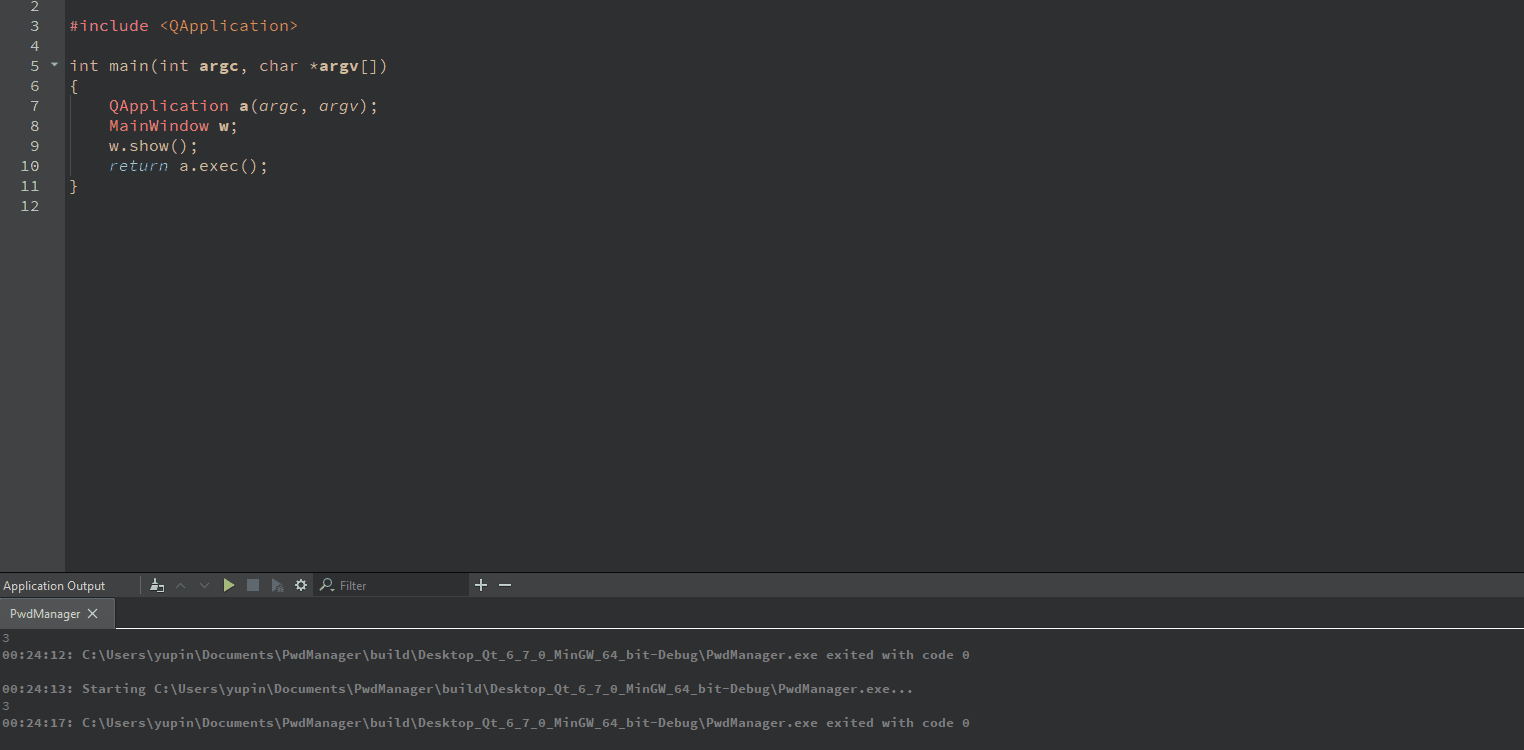 2
3 #include <QApplication>
4
5 int main(int argc, char *argv[])
6 {
7 QApplication a(argc, argv);
8 MainWindow w;
9 w.show();
10 return a.exec();
11 }
12
Application Output Filter
PwdManager
3
00:24:12: C:\Users\yupin\Documents\PwdManager\build\Desktop_Qt_6_7_0_MinGW_64_bit-Debug\PwdManager.exe exited with code 0
00:24:13: Starting C:\Users\yupin\Documents\PwdManager\build\Desktop_Qt_6_7_0_MinGW_64_bit-Debug\PwdManager.exe...
3
00:24:17: C:\Users\yupin\Documents\PwdManager\build\Desktop_Qt_6_7_0_MinGW_64_bit-Debug\PwdManager.exe exited with code 0